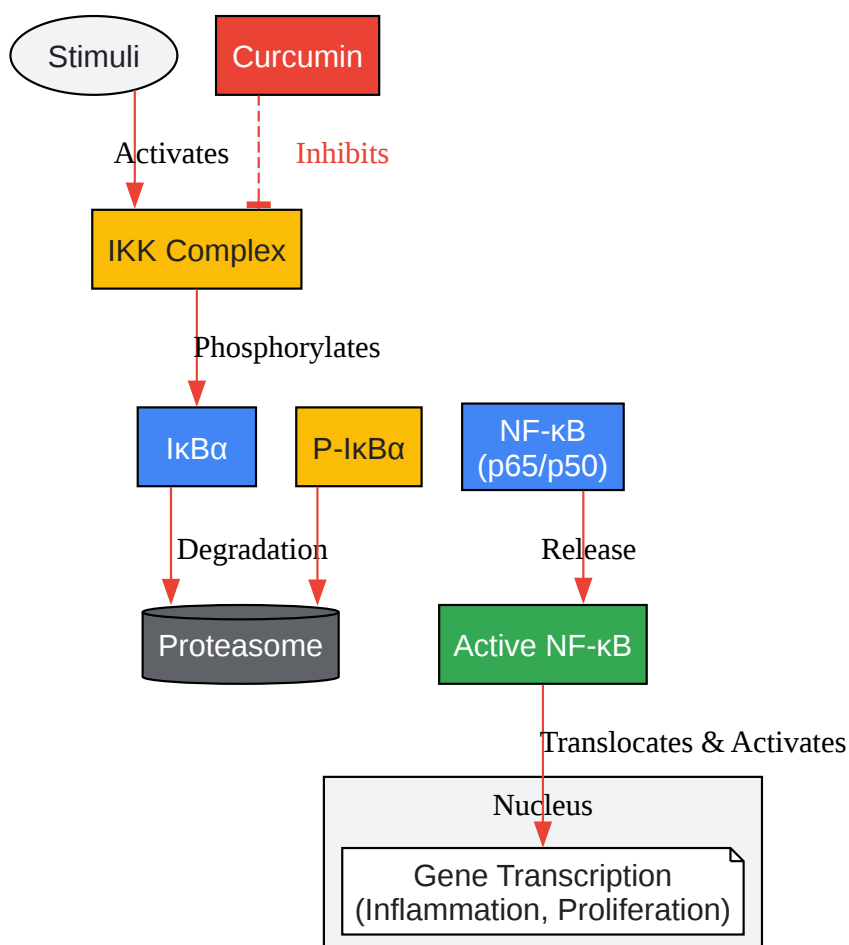 Stimuli
Curcumin
Activates
Inhibits
IKK Complex
Phosphorylates
IκBα
P-IκBα
NF-κB
(p65/p50)
Degradation
Release
Proteasome
Active NF-κB
Translocates & Activates
Nucleus
Gene Transcription
(Inflammation, Proliferation)